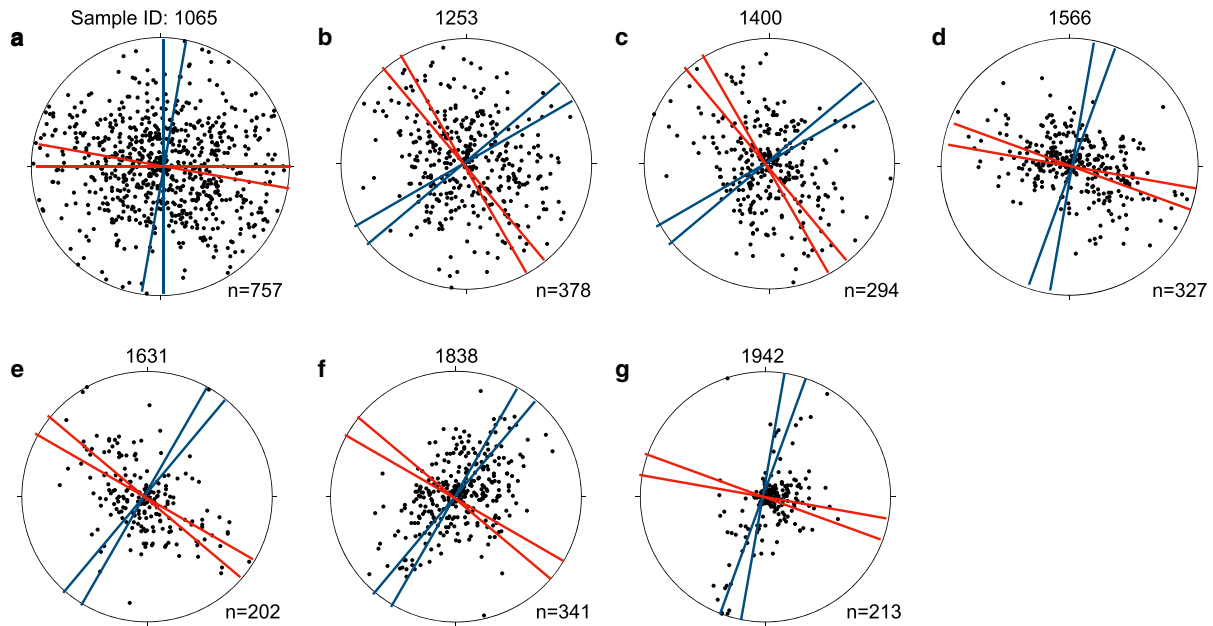 Sample ID: 1065
1253
1400
1566
a
b
c
d
n=757
n=378
n=294
n=327
1631
1838
1942
e
f
g
n=202
n=341
n=213